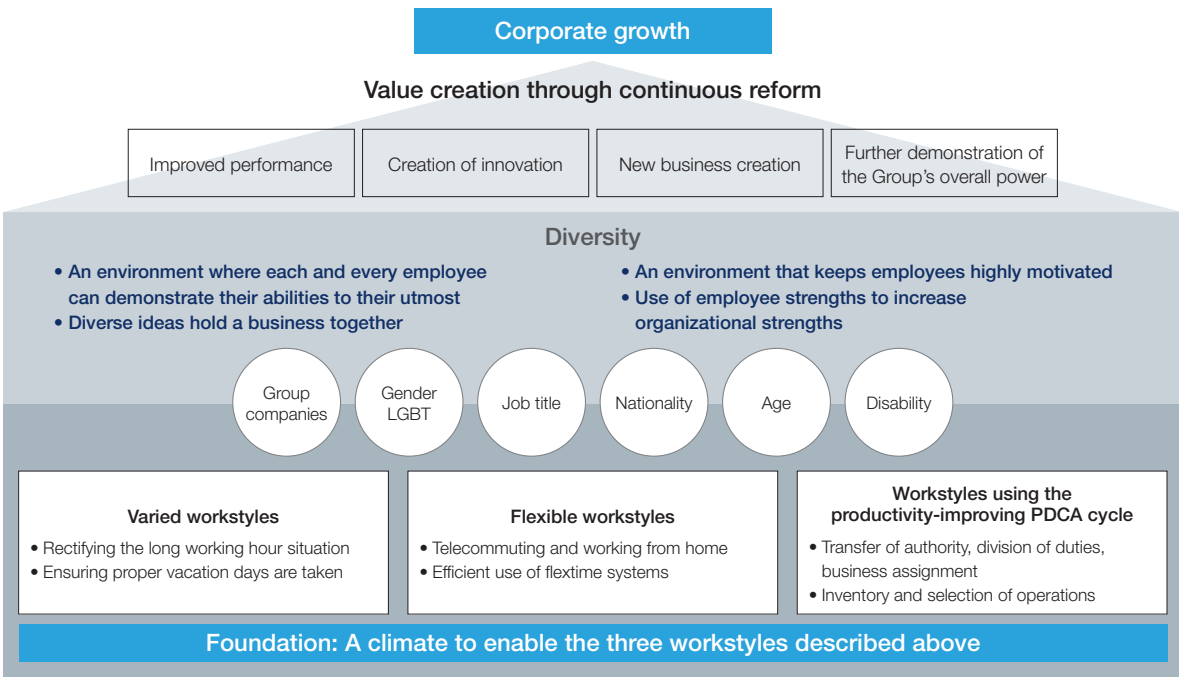 Corporate growth
Value creation through continuous reform
Improved performance
Creation of innovation
New business creation
Further demonstration of
the Group's overall power
Diversity
• An environment where each and every employee
can demonstrate their abilities to their utmost
• Diverse ideas hold a business together
• An environment that keeps employees highly motivated
• Use of employee strengths to increase
organizational strengths
Group
companies
Gender
LGBT
Job title
Nationality
Age
Disability
Varied workstyles
• Rectifying the long working hour situation
• Ensuring proper vacation days are taken
Flexible workstyles
• Telecommuting and working from home
• Efficient use of flextime systems
Workstyles using the
productivity-improving PDCA cycle
• Transfer of authority, division of duties,
business assignment
• Inventory and selection of operations
Foundation: A climate to enable the three workstyles described above